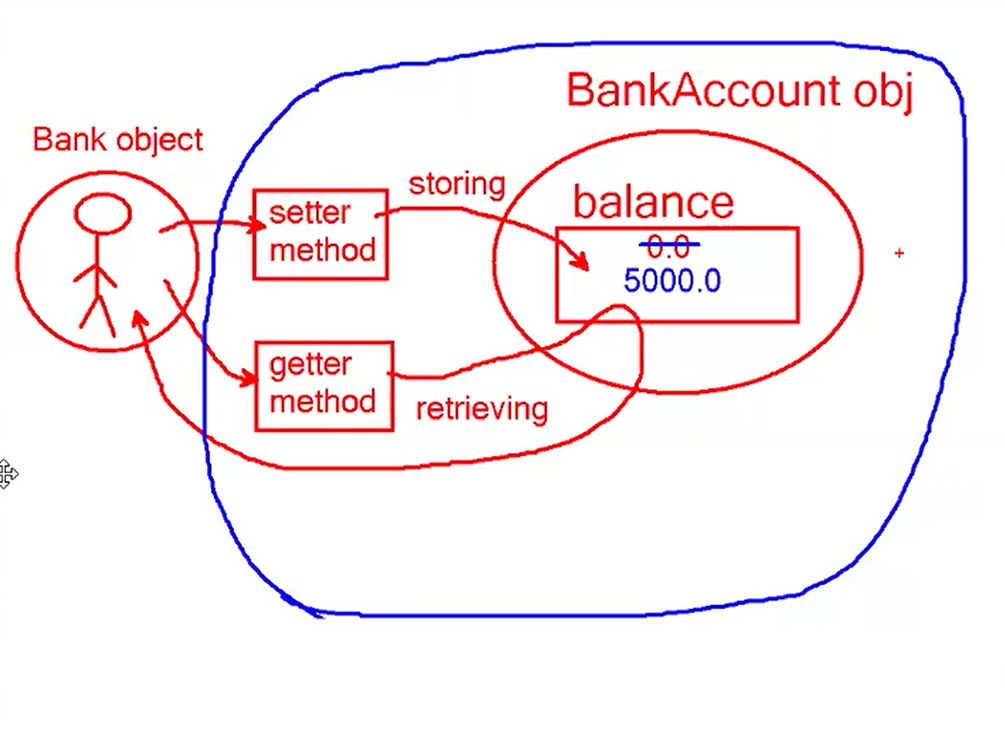 BankAccount obj
Bank object
setter
method
storing
balance
0.0
5000.0
getter
method
retrieving